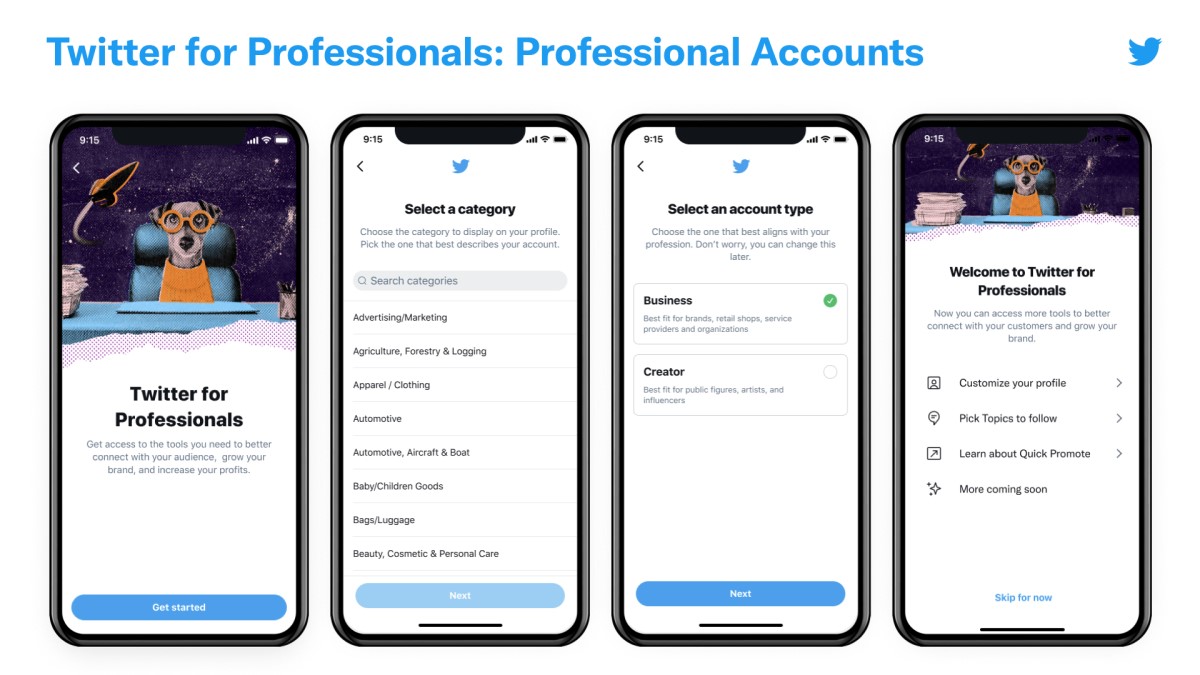 Twitter for Professionals: Professional Accounts
9:15
Twitter for
Professionals
Get access to the tools you need to better
connect with your audience, grow your
brand, and increase your profits.
Get started
9:15
Select a category
Choose the category to display on your profile.
Pick the one that best describes your account.
Search categories
Advertising/Marketing
Agriculture, Forestry & Logging
Apparel / Clothing
Automotive
Automotive, Aircraft & Boat
Baby/Children Goods
Bags/Luggage
Beauty, Cosmetic & Personal Care
Next
9:15
Select an account type
Choose the one that best aligns with your
profession. Don't worry, you can change this
later.
Business
Best fit for brands, retail shops, service
providers and organizations
Creator
Best fit for public figures, artists, and
influencers
Next
9:15
Welcome to Twitter for
Professionals
Now you can access more tools to better
connect with your customers and grow your
brand.
Customize your profile
Pick Topics to follow
Learn about Quick Promote
More coming soon
Skip for now